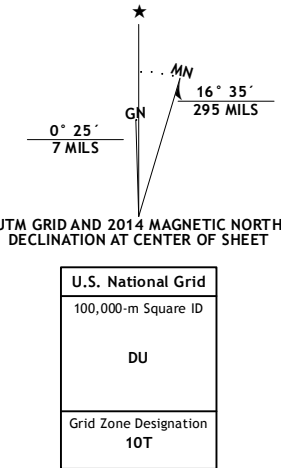 ★
MN
GN
0° 25´
7 MILS
16° 35´
295 MILS
UTM GRID AND 2014 MAGNETIC NORTH
DECLINATION AT CENTER OF SHEET
U.S. National Grid
100,000-m Square ID
DU
Grid Zone Designation
10T